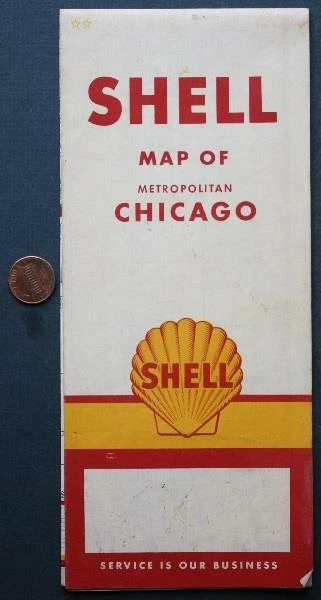 SHELL
MAP OF
METROPOLITAN
CHICAGO
SHELL
SERVICE IS OUR BUSINESS